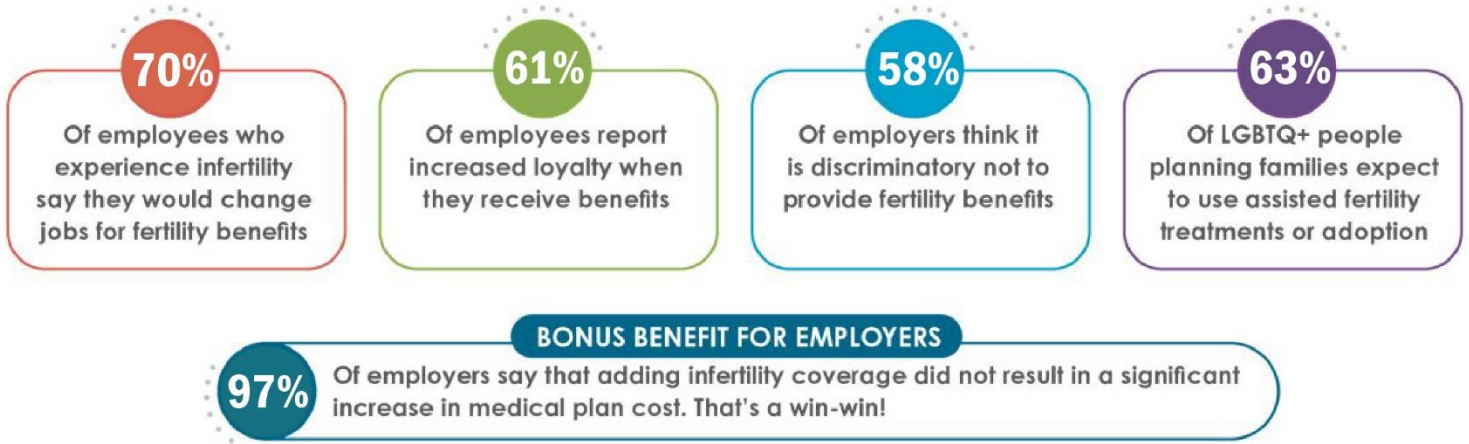 70%
Of employees who
experience infertility
say they would change
jobs for fertility benefits
61%
Of employees report
increased loyalty when
they receive benefits
58%
Of employers think it
is discriminatory not to
provide fertility benefits
63%
Of LGBTQ+ people
planning families expect
to use assisted fertility
treatments or adoption
BONUS BENEFIT FOR EMPLOYERS
97%
Of employers say that adding infertility coverage did not result in a significant
increase in medical plan cost. That's a win-win!